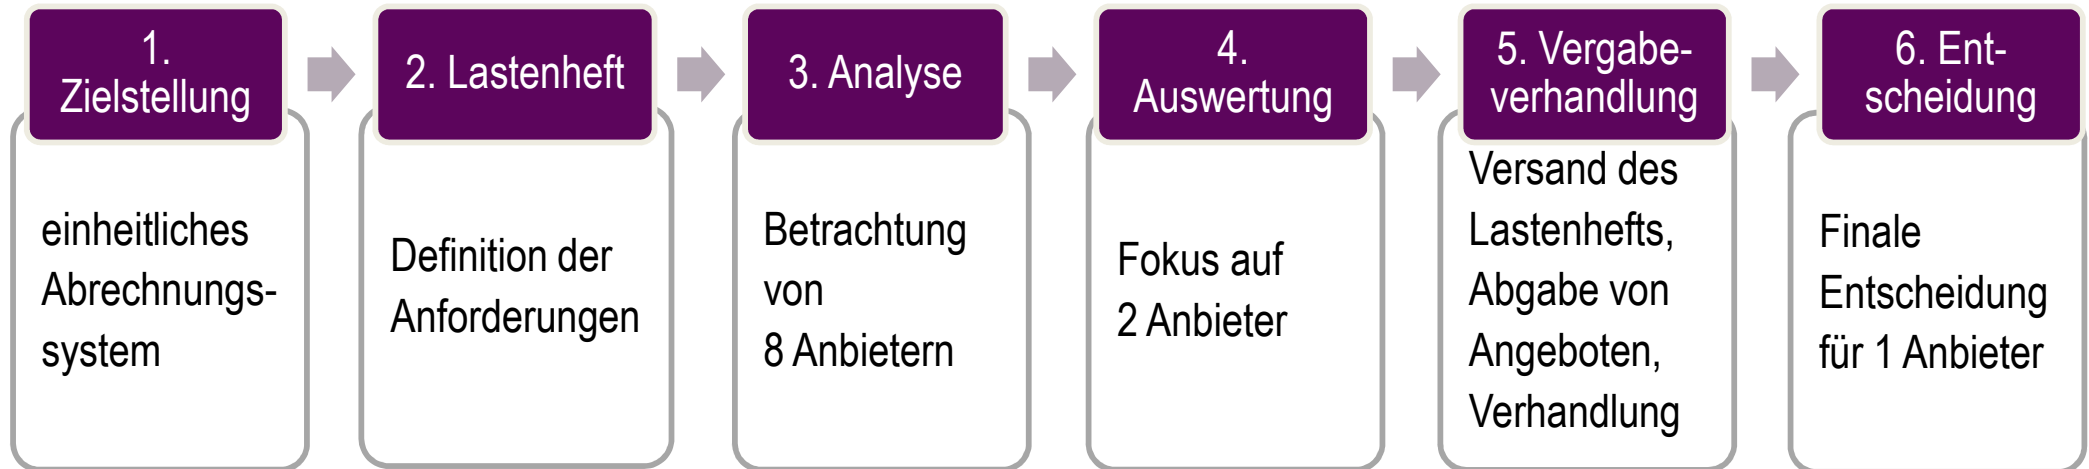 1.
Zielstellung
einheitliches
Abrechnungs-
system
2. Lastenheft
Definition der
Anforderungen
3. Analyse
Betrachtung
von
8 Anbietern
4.
Auswertung
Fokus auf
2 Anbieter
5. Vergabe-
verhandlung
Versand des
Lastenhefts,
Abgabe von
Angeboten,
Verhandlung
6. Ent-
scheidung
Finale
Entscheidung
für 1 Anbieter